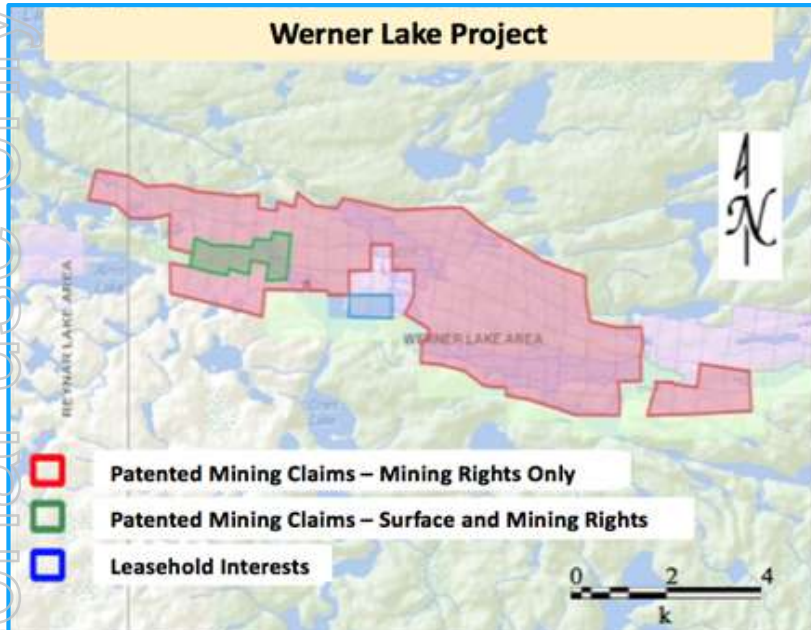 Werner Lake Project
N
REYNAR LAKE AREA
WERNER LAKE AREA
Patented Mining Claims – Mining Rights Only
Patented Mining Claims – Surface and Mining Rights
Leasehold Interests
0 2 4
k